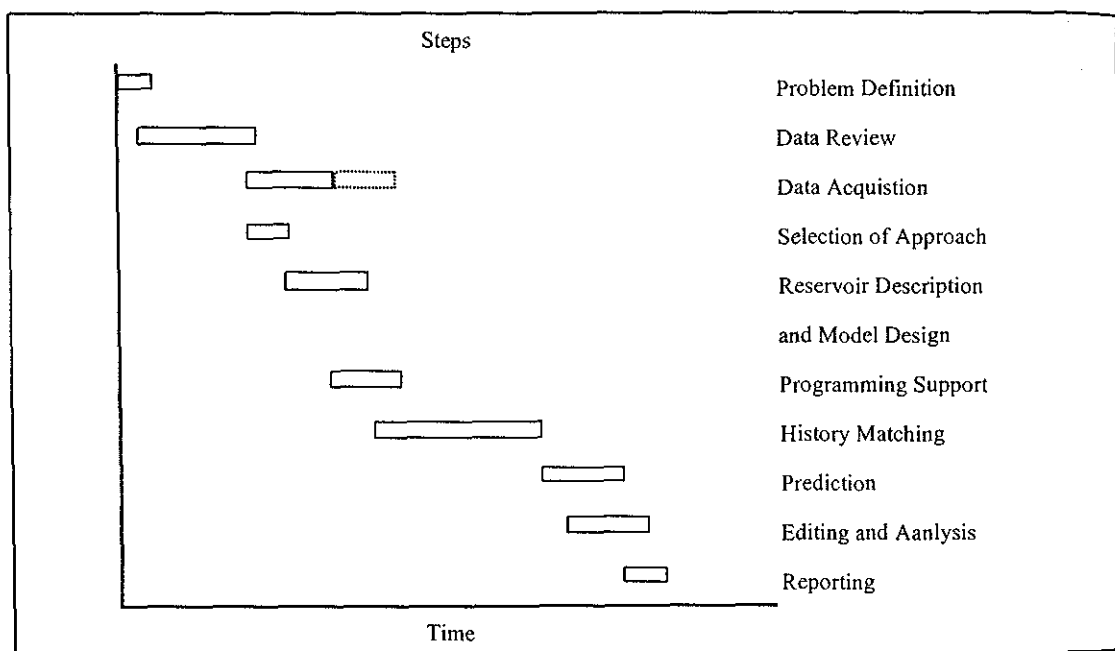 Steps
Problem Definition
Data Review
Data Acquistion
Selection of Approach
Reservoir Description
and Model Design
Programming Support
History Matching
Prediction
Editing and Aanlysis
Reporting
Time